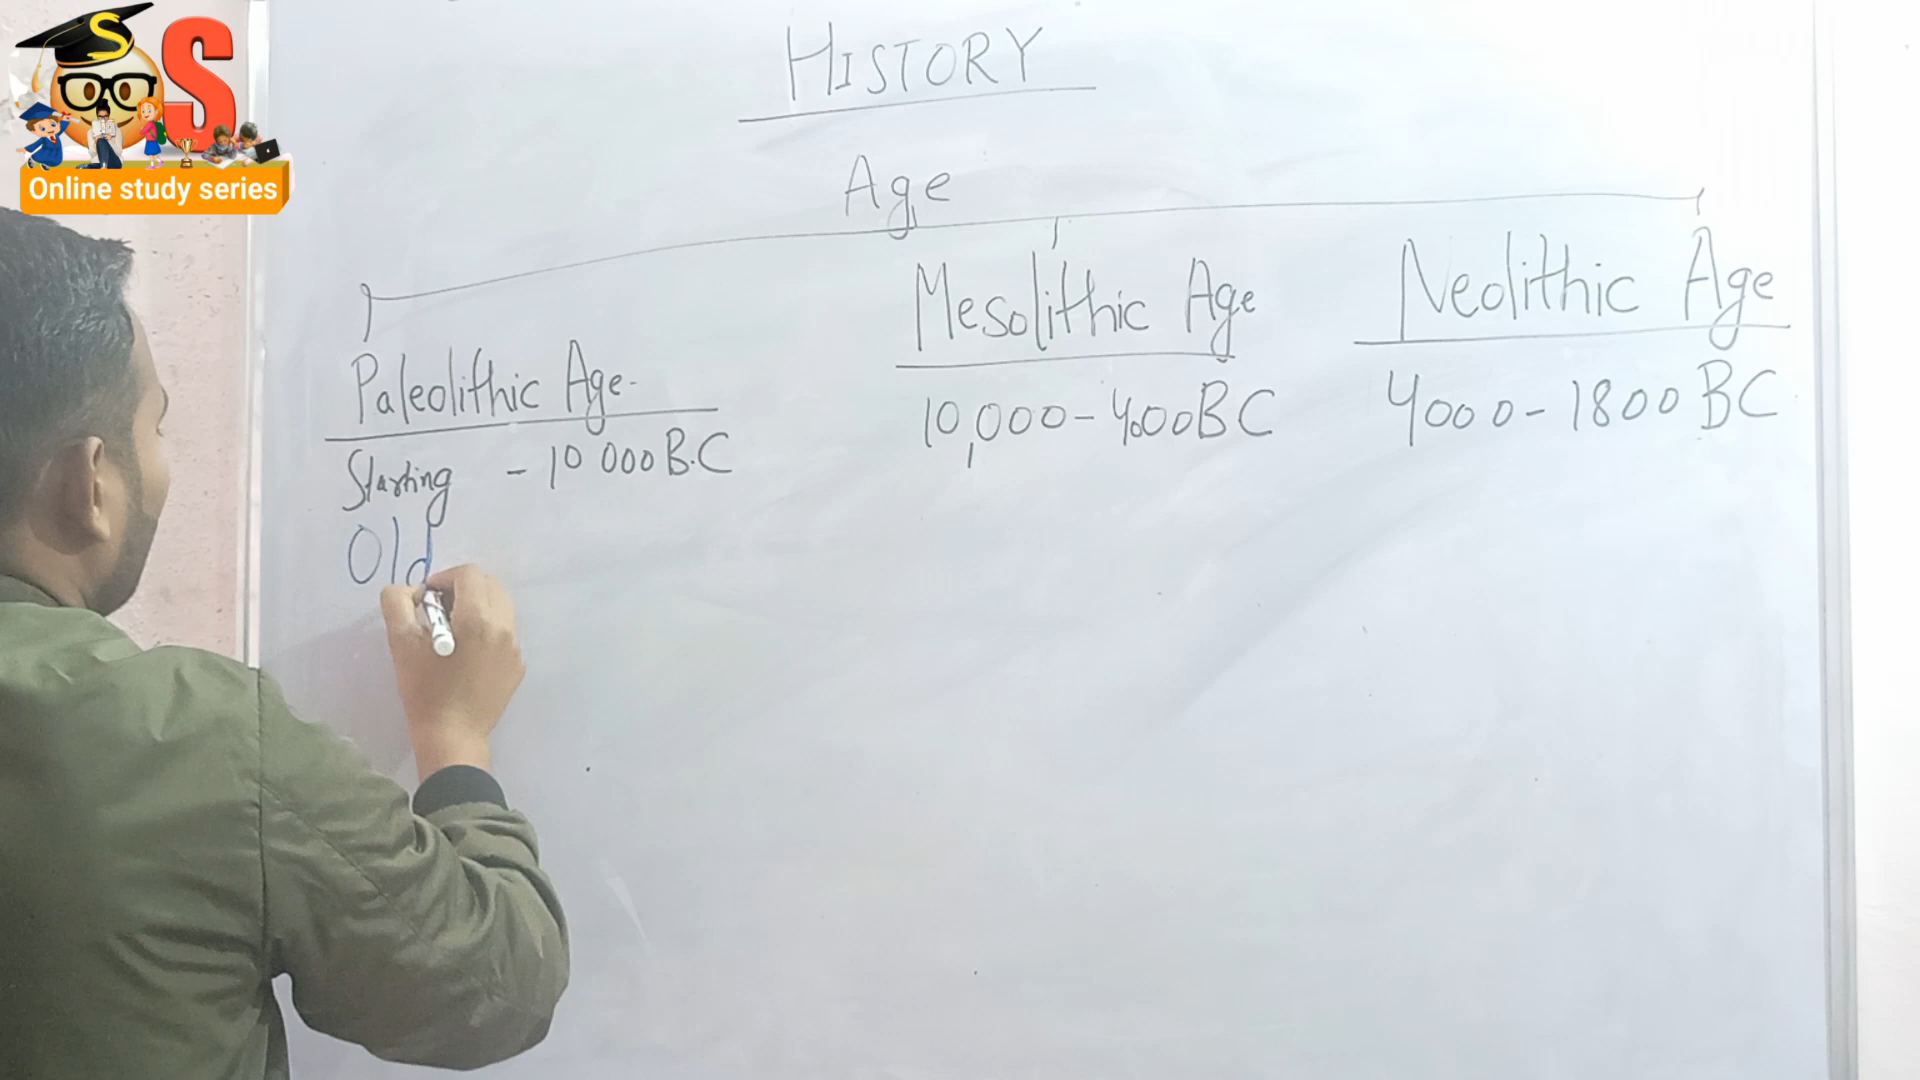 S
S
Online study series
HISTORY
Age
Paleolithic Age-
Starting - 10 000 B.C
Old
Mesolithic Age
10,000 - 4000 BC
Neolithic Age
4000 - 1800 BC